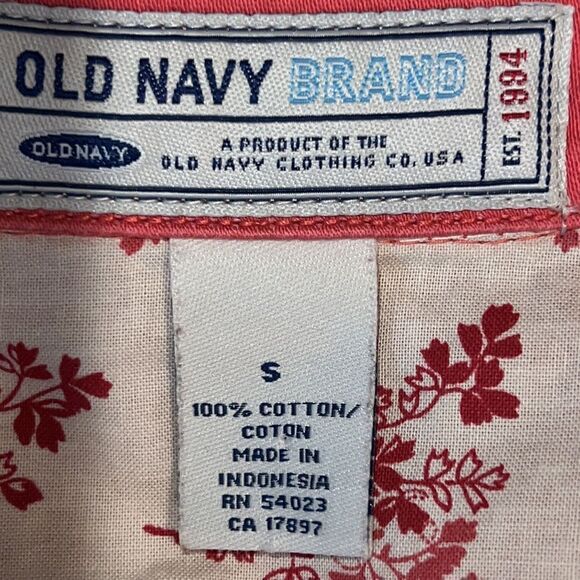 OLD NAVY BRAND
EST. 1994
OLD NAVY
A PRODUCT OF THE
OLD NAVY CLOTHING CO. USA
S
100% COTTON/
COTON
MADE IN
INDONESIA
RN 54023
CA 17897